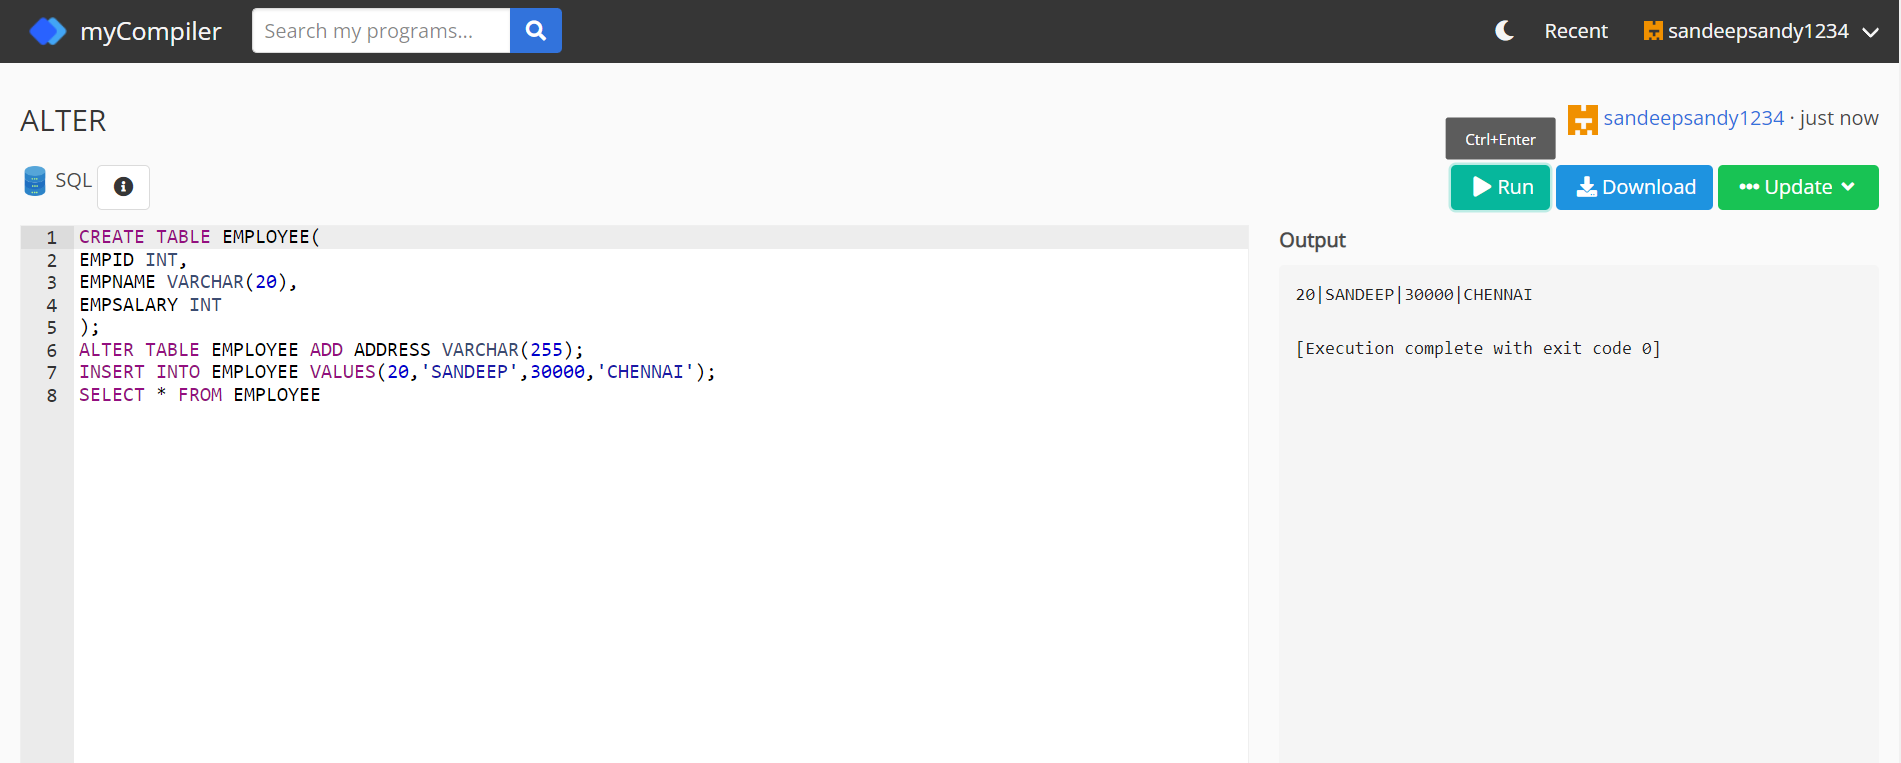 myCompiler
Search my programs...
Recent
sandeepsandy1234
ALTER
sandeepsandy1234 · just now
Ctrl+Enter
SQL
Run
Download
Update
1 CREATE TABLE EMPLOYEE(
2 EMPID INT,
3 EMPNAME VARCHAR(20),
4 EMPSALARY INT
5 );
6 ALTER TABLE EMPLOYEE ADD ADDRESS VARCHAR(255);
7 INSERT INTO EMPLOYEE VALUES(20,'SANDEEP',30000,'CHENNAI');
8 SELECT * FROM EMPLOYEE
Output
20|SANDEEP|30000|CHENNAI
[Execution complete with exit code 0]